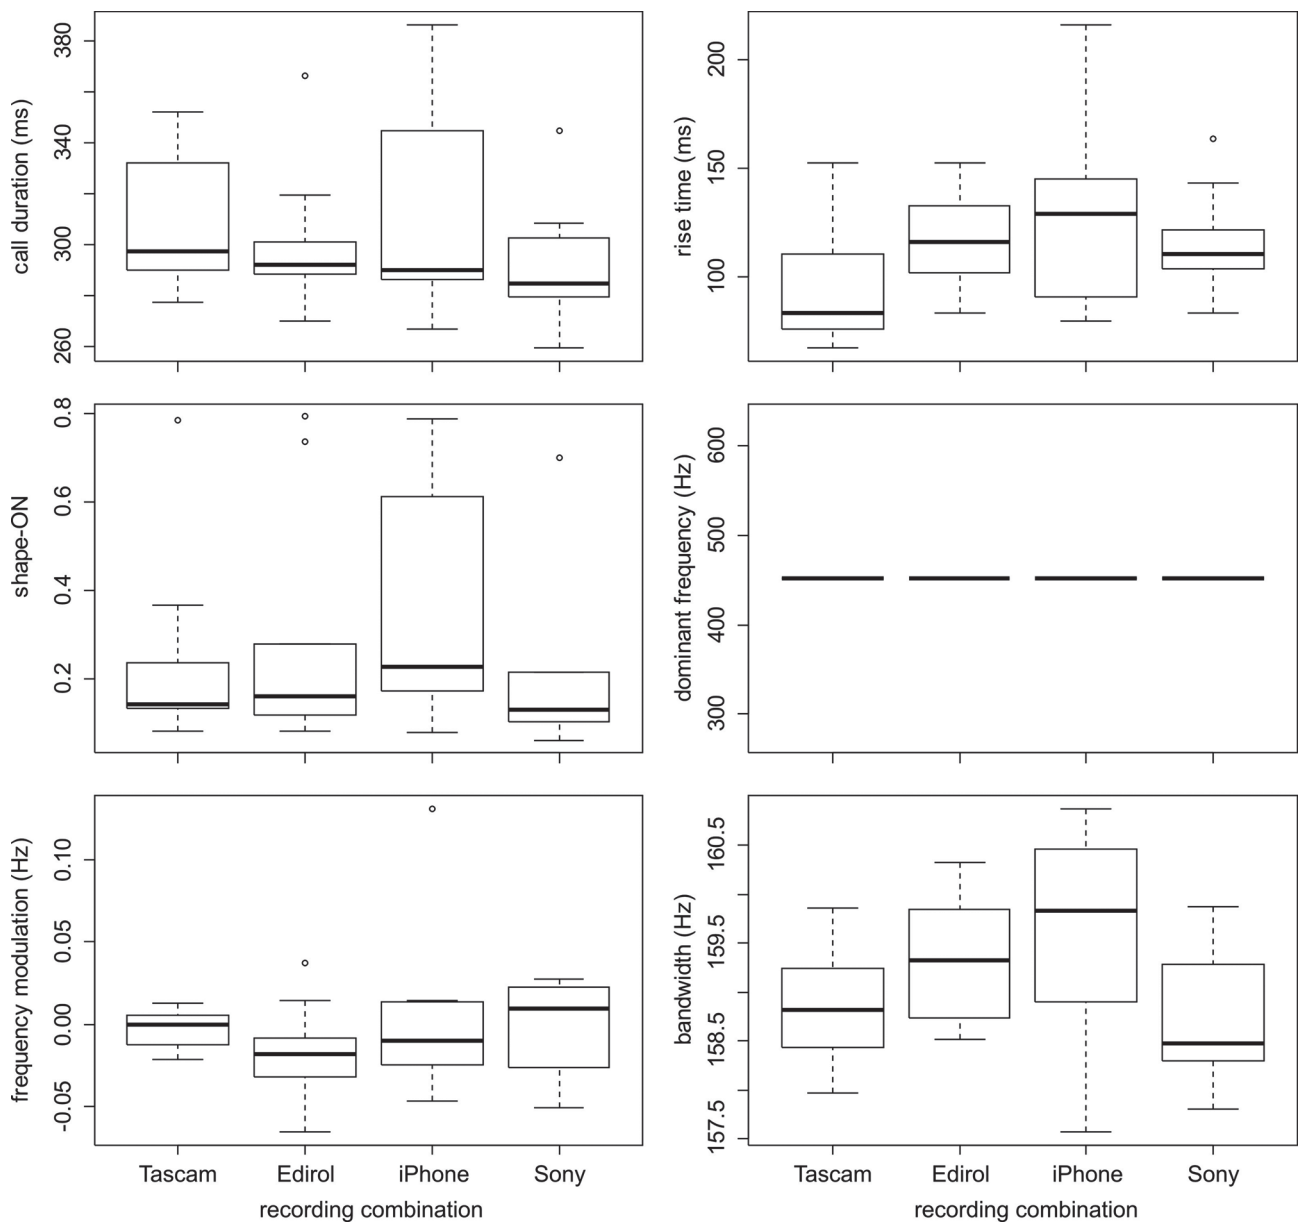 call duration (ms)
380
340
300
260
rise time (ms)
200
150
100
shape-ON
0.8
0.6
0.4
0.2
dominant frequency (Hz)
600
500
400
300
frequency modulation (Hz)
0.10
0.05
0.00
-0.05
Tascam Edirol iPhone Sony
recording combination
bandwidth (Hz)
160.5
159.5
158.5
157.5
Tascam Edirol iPhone Sony
recording combination